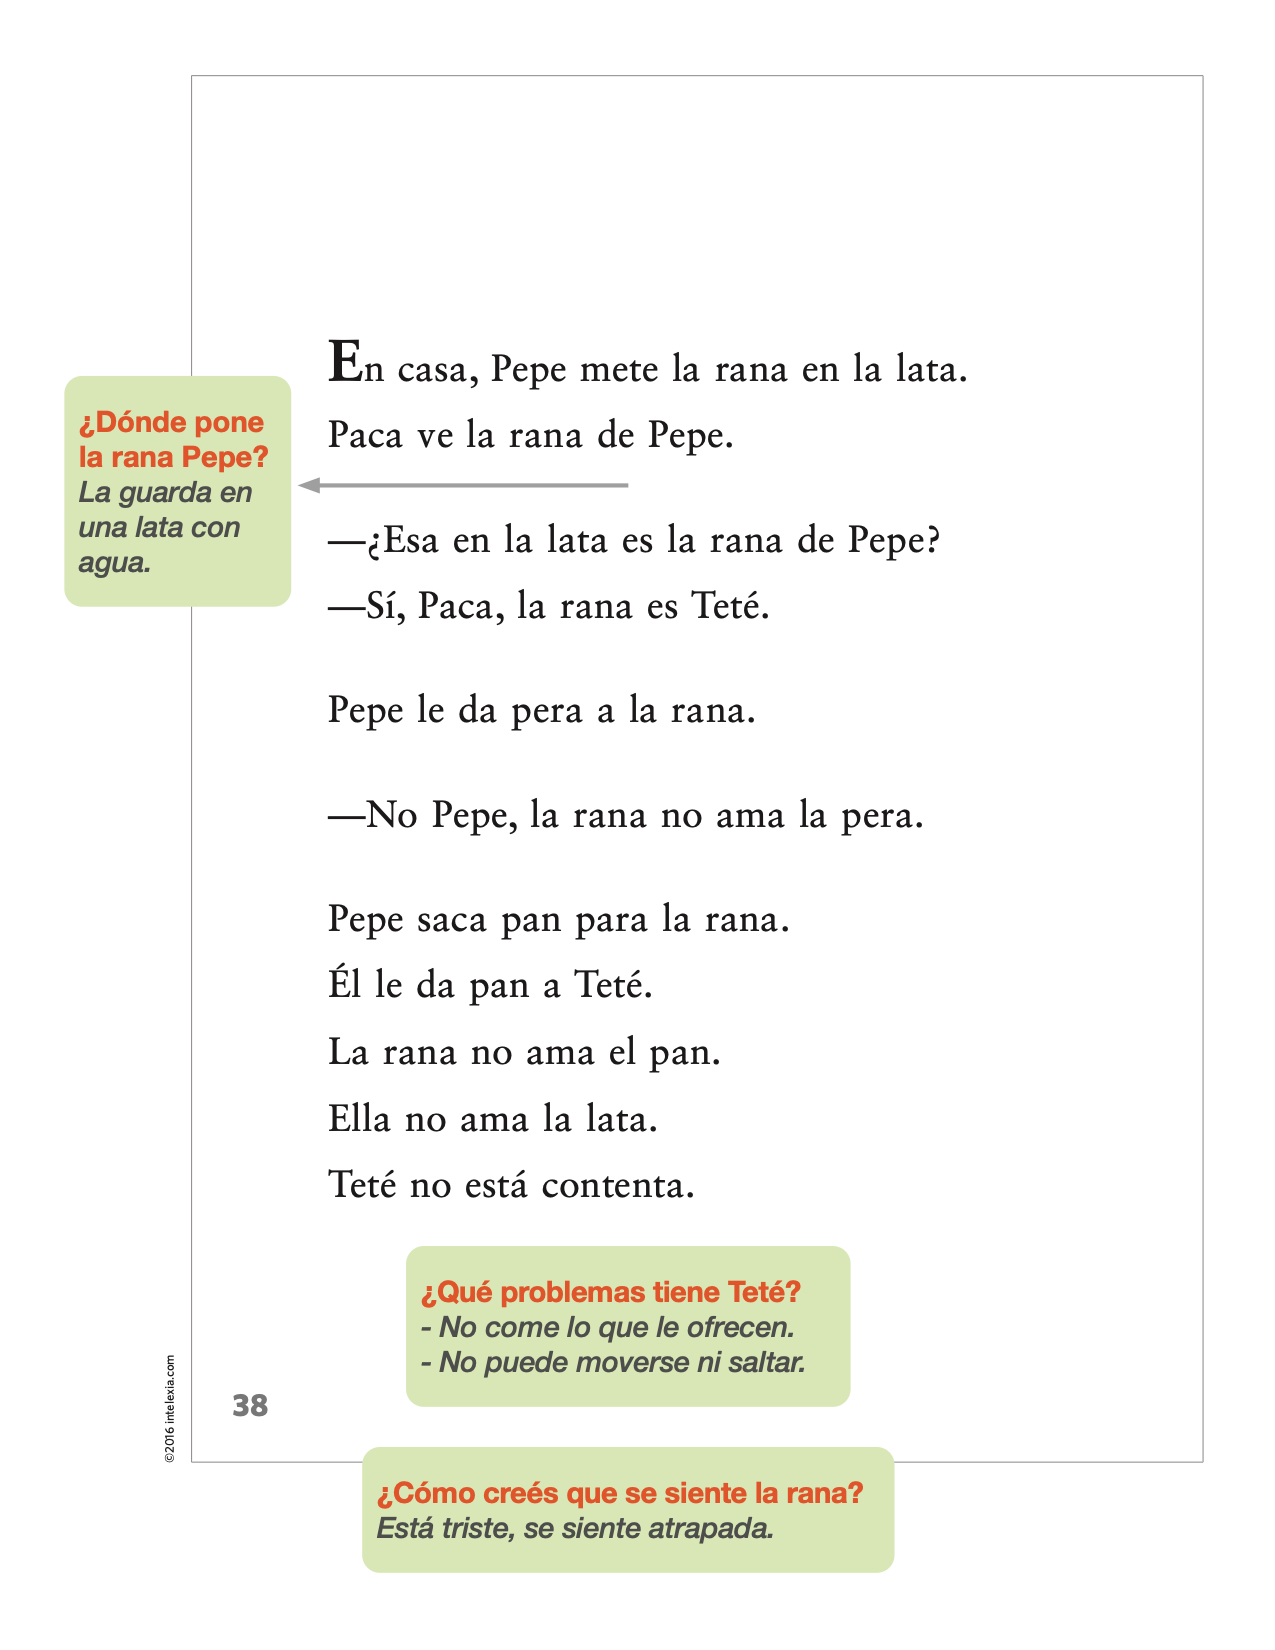 En casa, Pepe mete la rana en la lata.
Paca ve la rana de Pepe.
¿Dónde pone
la rana Pepe?
La guarda en
una lata con
agua.
—¿Esa en la lata es la rana de Pepe?
—Sí, Paca, la rana es Teté.
Pepe le da pera a la rana.
—No Pepe, la rana no ama la pera.
Pepe saca pan para la rana.
Él le da pan a Teté.
La rana no ama el pan.
Ella no ama la lata.
Teté no está contenta.
¿Qué problemas tiene Teté?
- No come lo que le ofrecen.
- No puede moverse ni saltar.
38
©2016 intelexia.com
¿Cómo creés que se siente la rana?
Está triste, se siente atrapada.